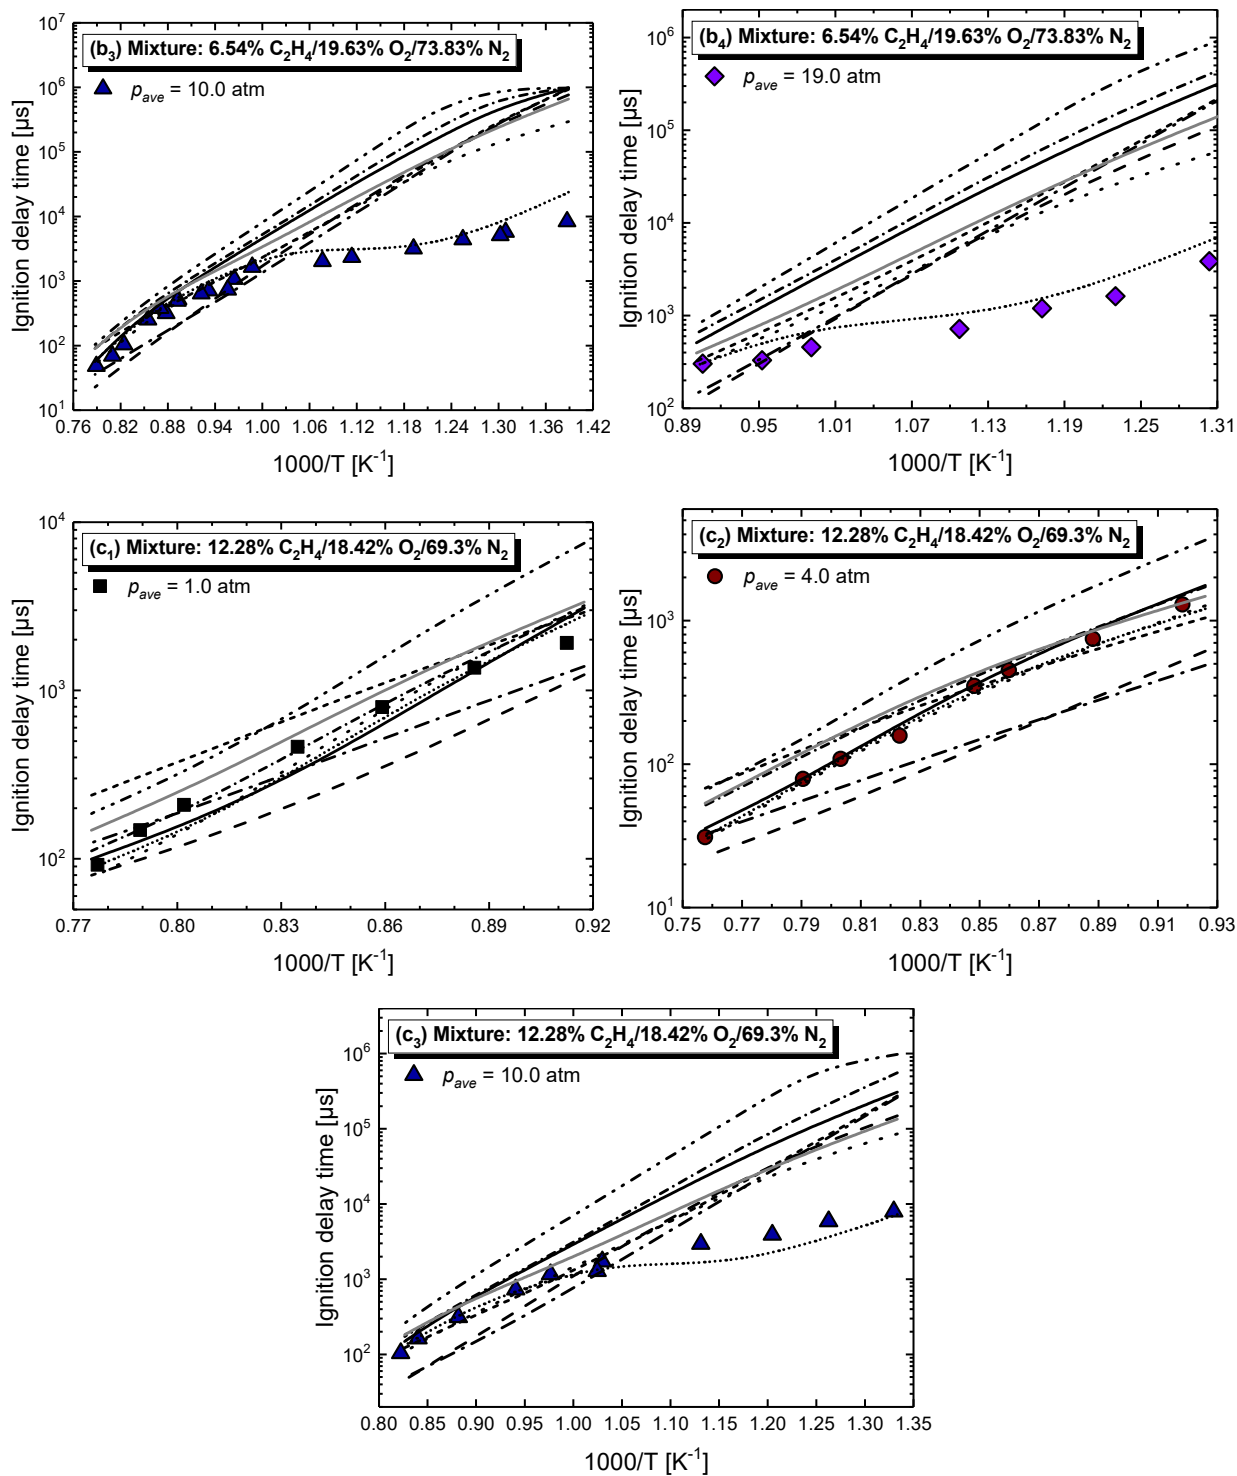 (b3) Mixture: 6.54% C2H4/19.63% O2/73.83% N2
pave = 10.0 atm
Ignition delay time [µs]
10^7
10^6
10^5
10^4
10^3
10^2
10^1
0.76 0.82 0.88 0.94 1.00 1.06 1.12 1.18 1.24 1.30 1.36 1.42
1000/T [K-1]
(b4) Mixture: 6.54% C2H4/19.63% O2/73.83% N2
pave = 19.0 atm
Ignition delay time [µs]
10^6
10^5
10^4
10^3
10^2
0.89 0.95 1.01 1.07 1.13 1.19 1.25 1.31
1000/T [K-1]
(c1) Mixture: 12.28% C2H4/18.42% O2/69.3% N2
pave = 1.0 atm
Ignition delay time [µs]
10^4
10^3
10^2
0.77 0.80 0.83 0.86 0.89 0.92
1000/T [K-1]
(c2) Mixture: 12.28% C2H4/18.42% O2/69.3% N2
pave = 4.0 atm
Ignition delay time [µs]
10^3
10^2
10^1
0.75 0.77 0.79 0.81 0.83 0.85 0.87 0.89 0.91 0.93
1000/T [K-1]
(c3) Mixture: 12.28% C2H4/18.42% O2/69.3% N2
pave = 10.0 atm
Ignition delay time [µs]
10^6
10^5
10^4
10^3
10^2
0.80 0.85 0.90 0.95 1.00 1.05 1.10 1.15 1.20 1.25 1.30 1.35
1000/T [K-1]